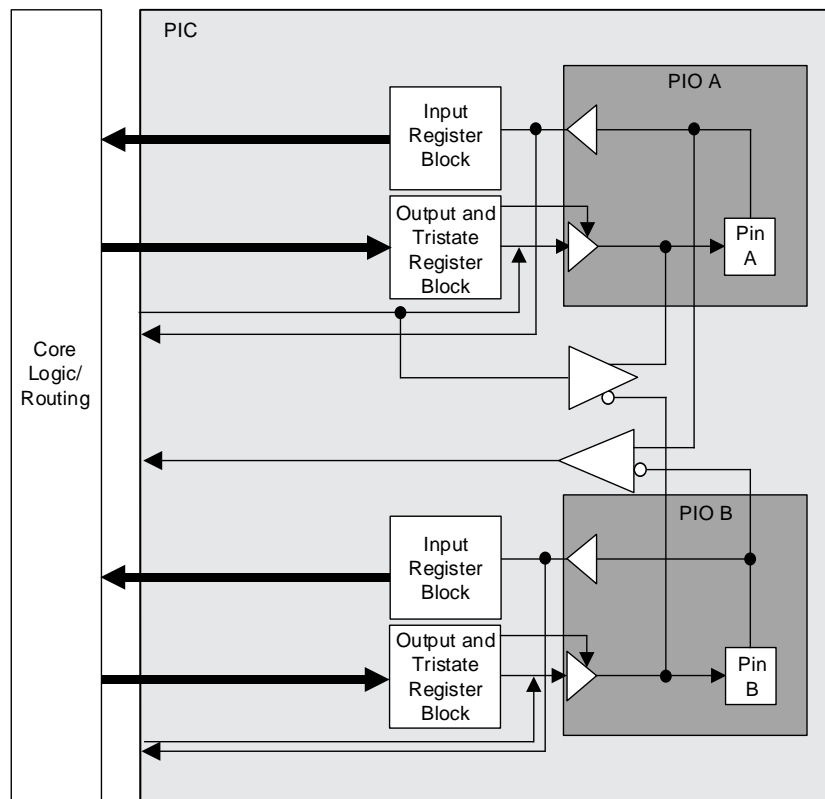 PIC
PIO A
Input
Register
Block
Output and
Tristate
Register
Block
Pin
A
Core
Logic/
Routing
PIO B
Input
Register
Block
Output and
Tristate
Register
Block
Pin
B